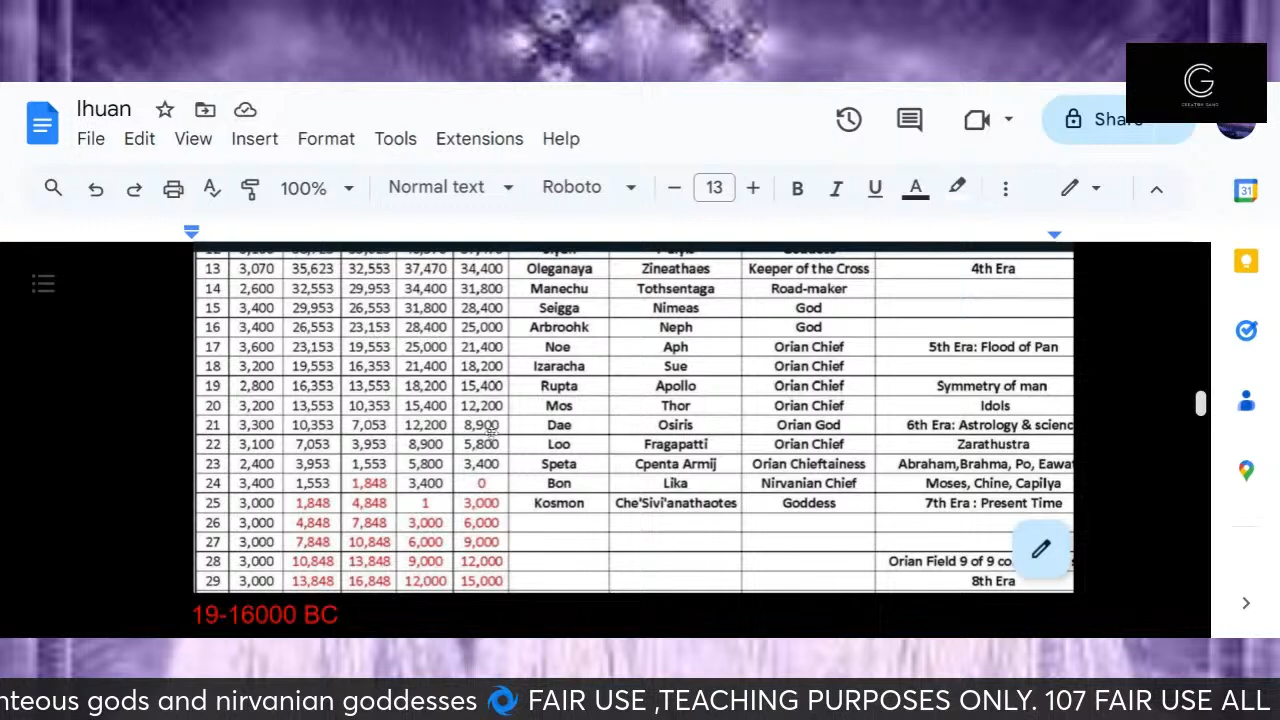 Ihuan
File Edit View Insert Format Tools Extensions Help
Share
100% Normal text Roboto 13 B I U A
31
13 3,070 35,623 32,553 37,470 34,400 Oleganaya Zineathaes Keeper of the Cross 4th Era
14 2,600 32,553 29,953 34,400 31,800 Manechu Tothsentaga Road-maker
15 3,400 29,953 26,553 31,800 28,400 Seigga Nimeas God
16 3,400 26,553 23,153 28,400 25,000 Arbroohk Neph God
17 3,600 23,153 19,553 25,000 21,400 Noe Aph Orian Chief 5th Era: Flood of Pan
18 3,200 19,553 16,353 21,400 18,200 Izaracha Sue Orian Chief
19 2,800 16,353 13,553 18,200 15,400 Rupta Apollo Orian Chief Symmetry of man
20 3,200 13,553 10,353 15,400 12,200 Mos Thor Orian Chief Idols
21 3,300 10,353 7,053 12,200 8,900 Dae Osiris Orian God 6th Era: Astrology & scienc
22 3,100 7,053 3,953 8,900 5,800 Loo Fragapatti Orian Chief Zarathustra
23 2,400 3,953 1,553 5,800 3,400 Speta Cpenta Armij Orian Chieftainess Abraham,Brahma, Po, Eawa
24 3,400 1,553 1,848 3,400 0 Bon Lika Nirvanian Chief Moses, Chine, Capilya
25 3,000 1,848 4,848 1 3,000 Kosmon Che'Sivi'anathaotes Goddess 7th Era : Present Time
26 3,000 4,848 7,848 3,000 6,000
27 3,000 7,848 10,848 6,000 9,000
28 3,000 10,848 13,848 9,000 12,000 Orian Field 9 of 9 co
29 3,000 13,848 16,848 12,000 15,000 8th Era
19-16000 BC
nteous gods and nirvanian goddesses FAIR USE ,TEACHING PURPOSES ONLY. 107 FAIR USE ALL